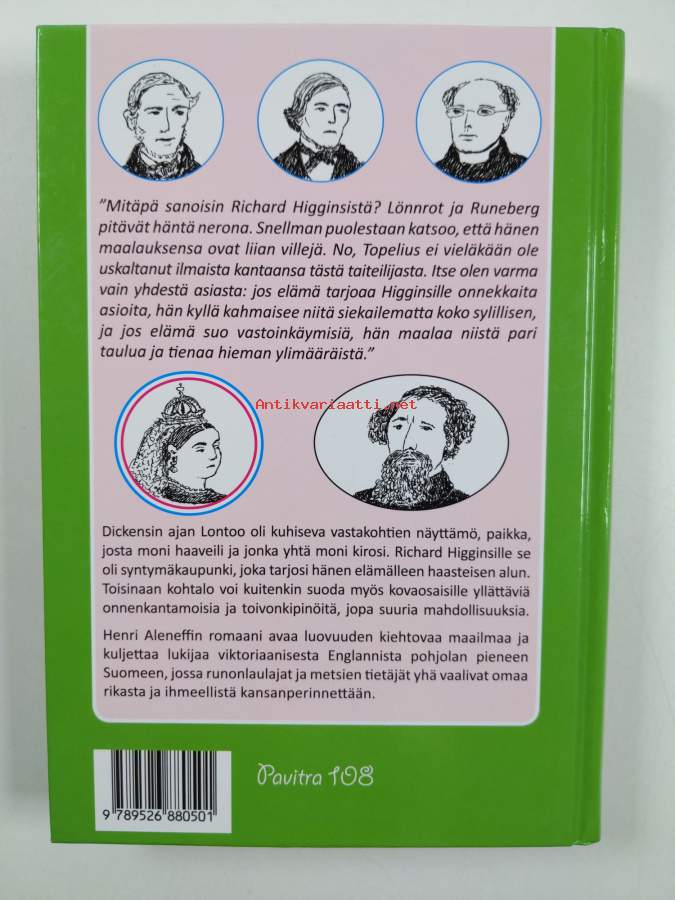 ”Mitäpä sanoisin Richard Higginsistä? Lönnrot ja Runeberg
pitävät häntä nerona. Snellman puolestaan katsoo, että hänen
maalauksensa ovat liian villejä. No, Topelius ei vieläkään ole
uskaltanut ilmaista kantaansa tästä taiteilijasta. Itse olen varma
vain yhdestä asiasta: jos elämä tarjoaa Higginsille onnekkaita
asioita, hän kyllä kahmaisee niitä siekailematta koko sylillisen,
ja jos elämä suo vastoinkäymisiä, hän maalaa niistä pari
taulua ja tienaa hieman ylimääräistä.”
Antikvariaatti.net
Dickensin ajan Lontoo oli kuhiseva vastakohtien näyttämö, paikka,
josta moni haaveili ja jonka yhtä moni kirosi. Richard Higginsille se
oli syntymäkaupunki, joka tarjosi hänen elämälleen haasteisen alun.
Toisinaan kohtalo voi kuitenkin suoda myös kovaosaisille yllättäviä
onnenkantamoisia ja toivonkipinöitä, jopa suuria mahdollisuuksia.
Henri Aleneffin romaani avaa luovuuden kiehtovaa maailmaa ja
kuljettaa lukijaa viktoriaanisesta Englannista pohjolan pieneen
Suomeen, jossa runonlaulajat ja metsien tietäjät yhä vaalivat omaa
rikasta ja ihmeellistä kansanperinnettään.
Pavitra 108
9 789526 880501